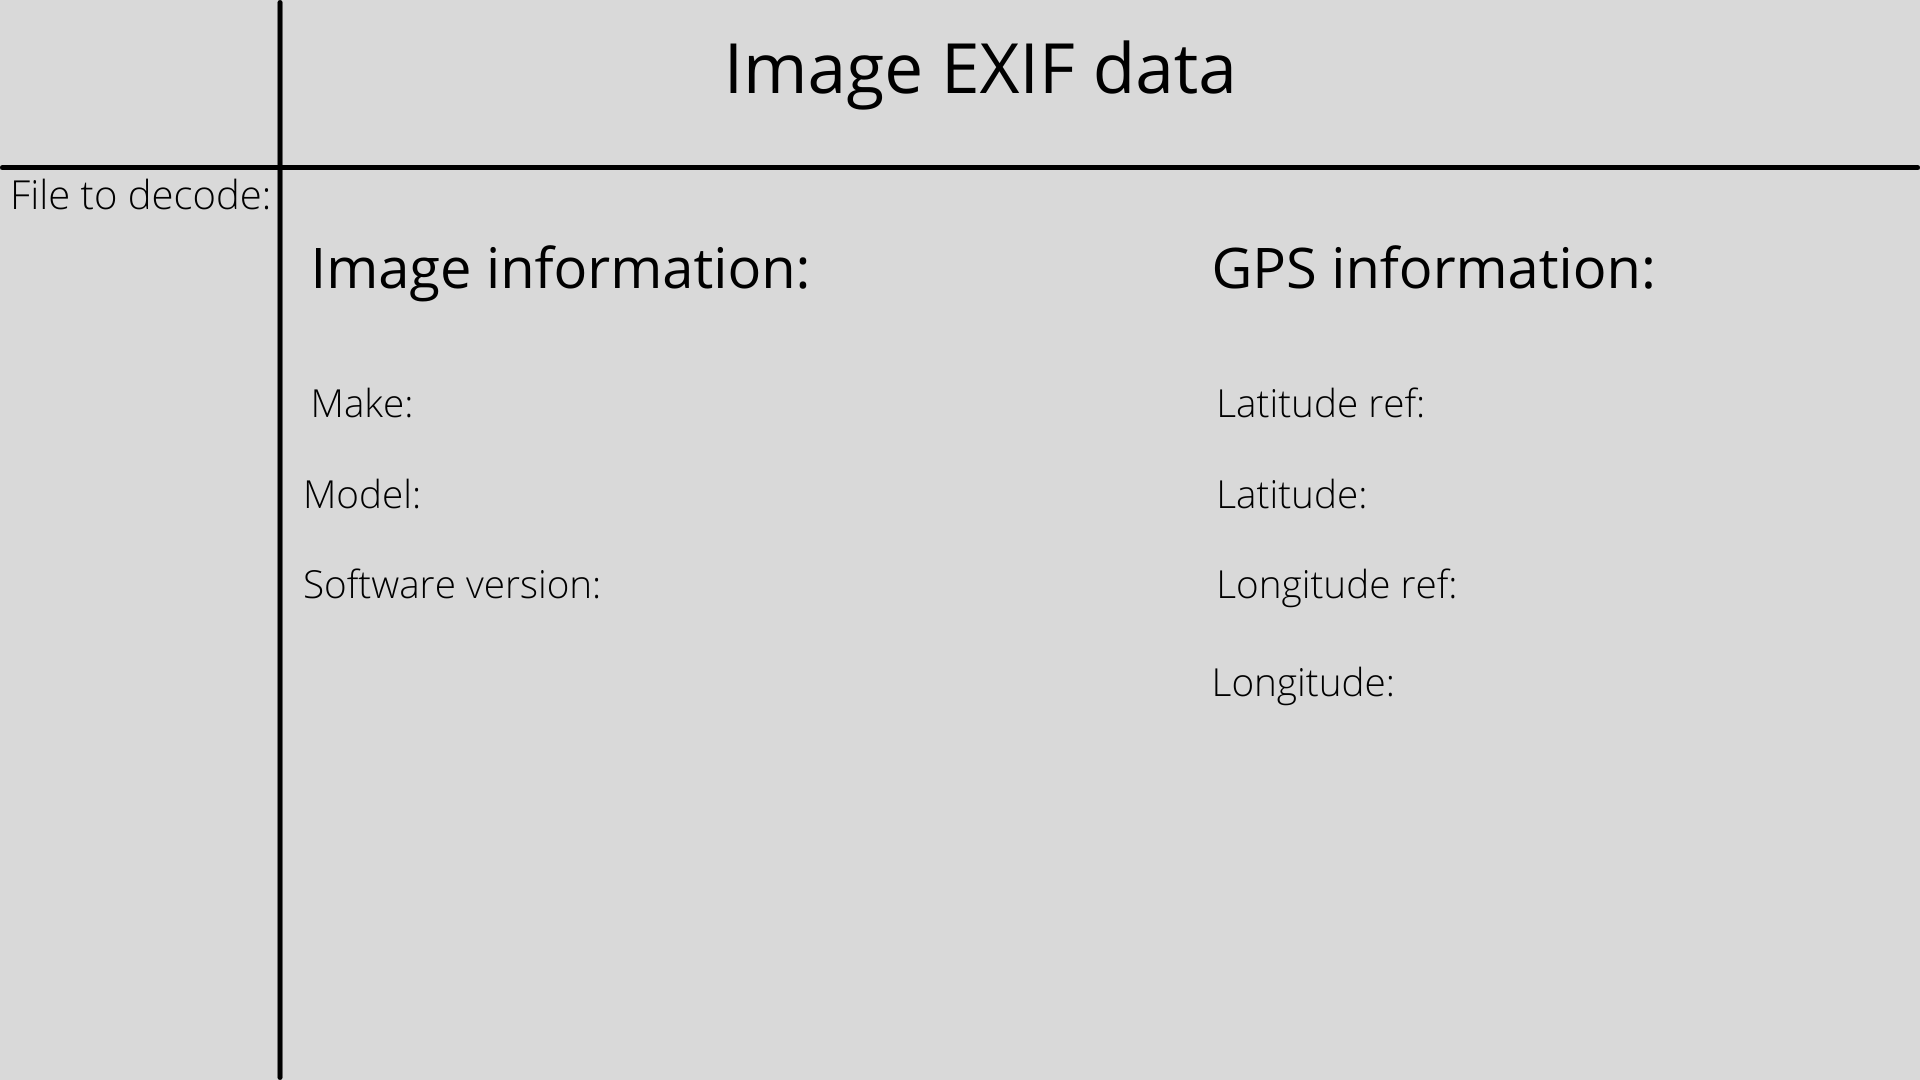 Image EXIF data
File to decode:
Image information:
Make:
Model:
Software version:
GPS information:
Latitude ref:
Latitude:
Longitude ref:
Longitude: